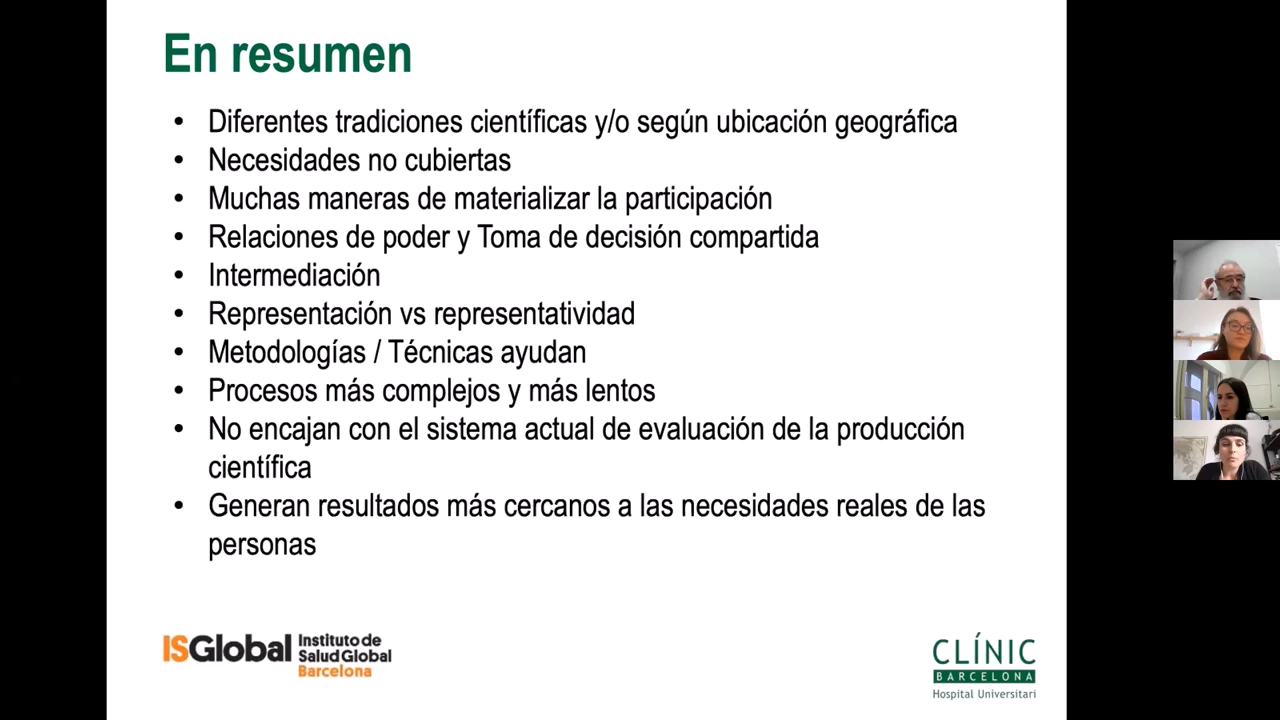 En resumen
• Diferentes tradiciones científicas y/o según ubicación geográfica
• Necesidades no cubiertas
• Muchas maneras de materializar la participación
• Relaciones de poder y Toma de decisión compartida
• Intermediación
• Representación vs representatividad
• Metodologías / Técnicas ayudan
• Procesos más complejos y más lentos
• No encajan con el sistema actual de evaluación de la producción
científica
• Generan resultados más cercanos a las necesidades reales de las
personas
ISGlobal Instituto de
Salud Global
Barcelona
CLÍNIC
BARCELONA
Hospital Universitari